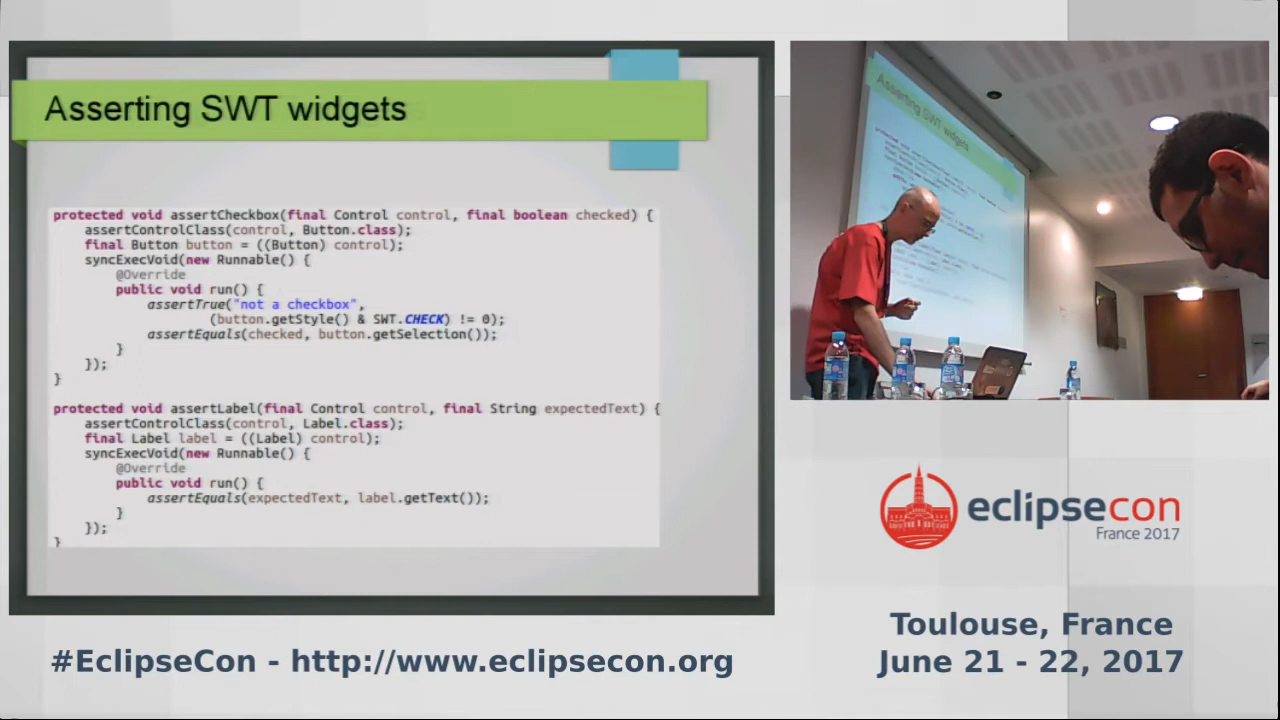 Asserting SWT widgets
protected void assertCheckbox(final Control control, final boolean checked) {
    assertControlClass(control, Button.class);
    final Button button = ((Button) control);
    syncExecVoid(new Runnable() {
        @Override
        public void run() {
            assertTrue("not a checkbox",
                    (button.getStyle() & SWT.CHECK) != 0);
            assertEquals(checked, button.getSelection());
        }
    });
}
protected void assertLabel(final Control control, final String expectedText) {
    assertControlClass(control, Label.class);
    final Label label = ((Label) control);
    syncExecVoid(new Runnable() {
        @Override
        public void run() {
            assertEquals(expectedText, label.getText());
        }
    });
}
Asserting SWT widgets
eclipsecon
France 2017
#EclipseCon - http://www.eclipsecon.org
Toulouse, France
June 21 - 22, 2017